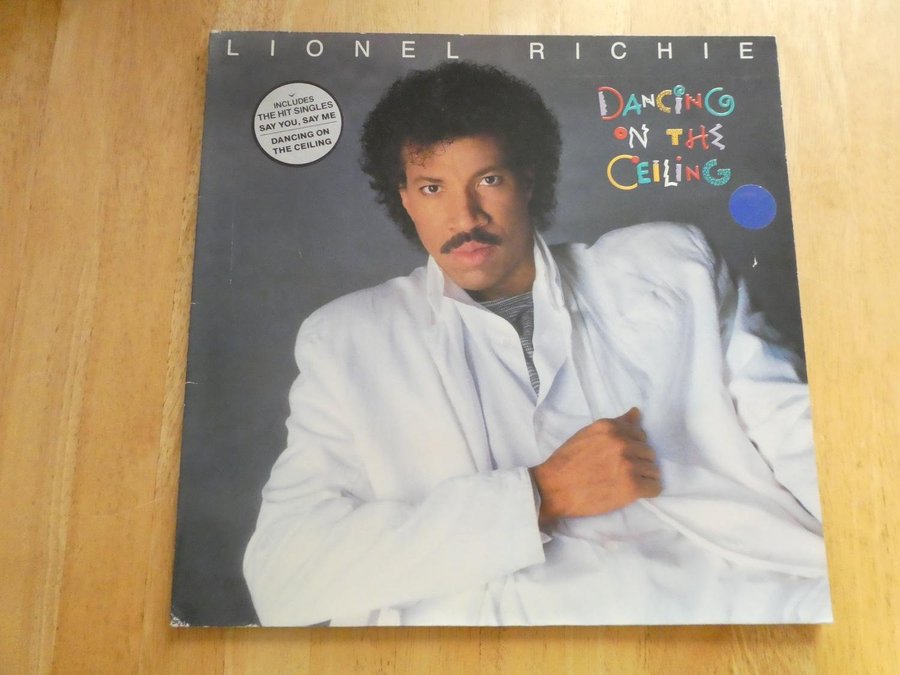 LIONEL RICHIE
INCLUDES
THE HIT SINGLES
SAY YOU, SAY ME
DANCING ON
THE CEILING
DANCING
ON THE
CEILING